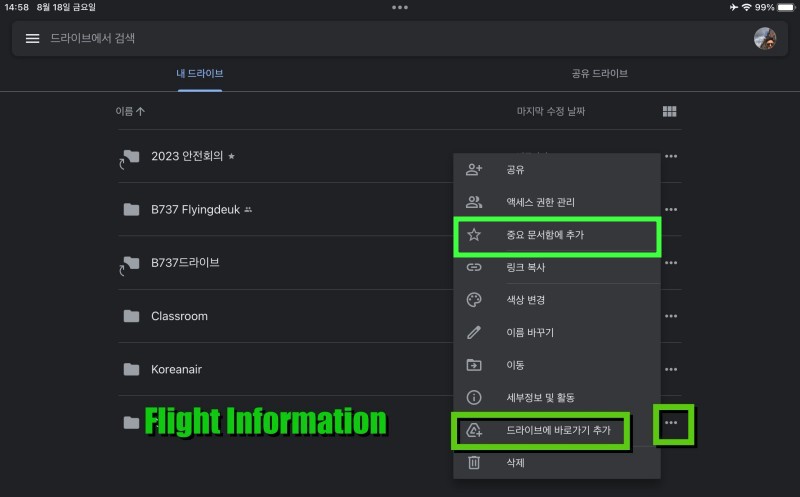 14:58 8월 18일 금요일
99%
드라이브에서 검색
내 드라이브
공유 드라이브
이름
마지막 수정 날짜
2023 안전회의
B737 Flyingdeuk
B737드라이브
Classroom
Koreanair
Flight Information
공유
액세스 권한 관리
중요 문서함에 추가
링크 복사
색상 변경
이름 바꾸기
이동
세부정보 및 활동
드라이브에 바로가기 추가
삭제